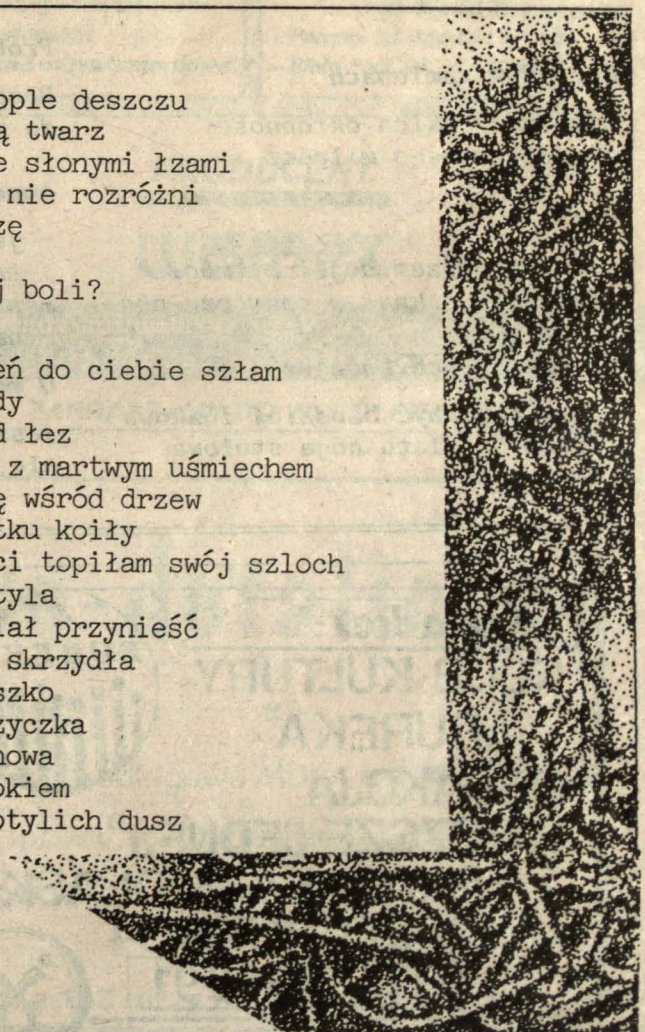 ople deszczu
ą twarz
e słonymi łzami
nie rozróżni
zę
j boli?
eń do ciebie szłam
dy
d łez
z martwym uśmiechem
ę wśród drzew
tku koiły
ci topiłam swój szloch
tyla
iał przynieść
skrzydła
szko
zyczka
nowa
okiem
otylich dusz